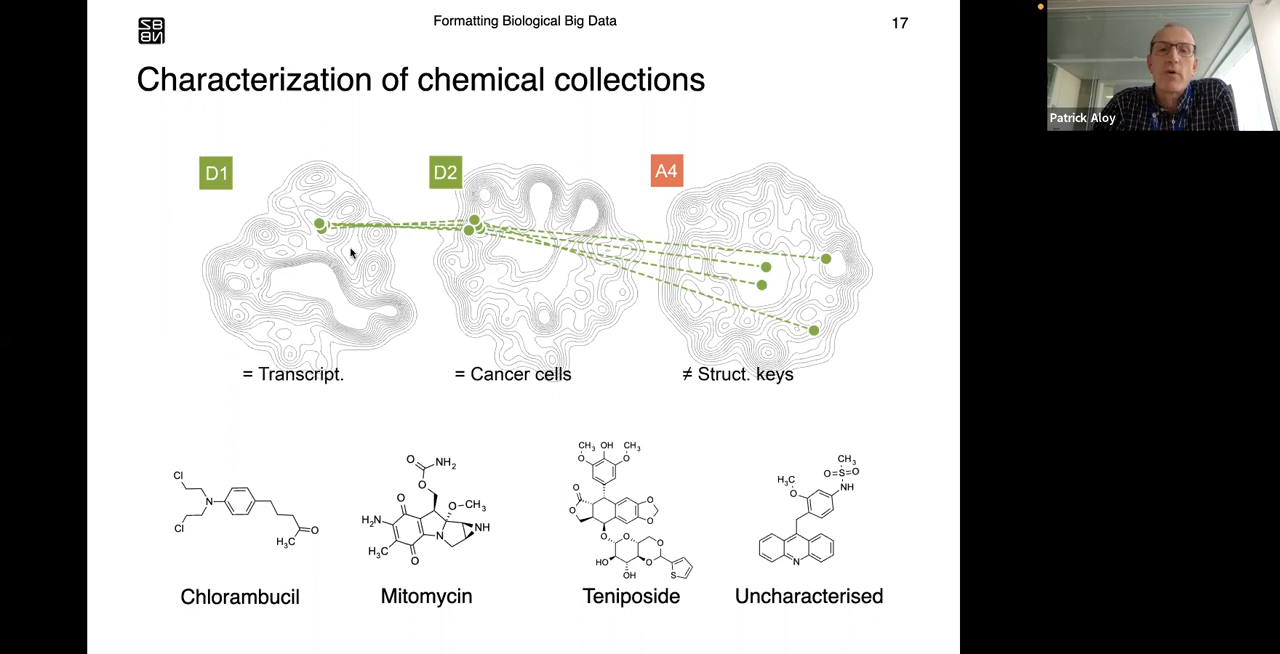 SB
BN
Formatting Biological Big Data
17
Characterization of chemical collections
Patrick Aloy
D1
D2
A4
= Transcript.
= Cancer cells
≠ Struct. keys
Cl
N
Cl
O
H₃C
O
NH₂
O
O
O–CH₃
H₂N
NH
N
H₃C
O
CH₃ OH CH₃
O
O
O
O
O
O
O
O
O
HO
O
OH
S
CH₃
O=S=O
H₃C
NH
O
N
Chlorambucil
Mitomycin
Teniposide
Uncharacterised